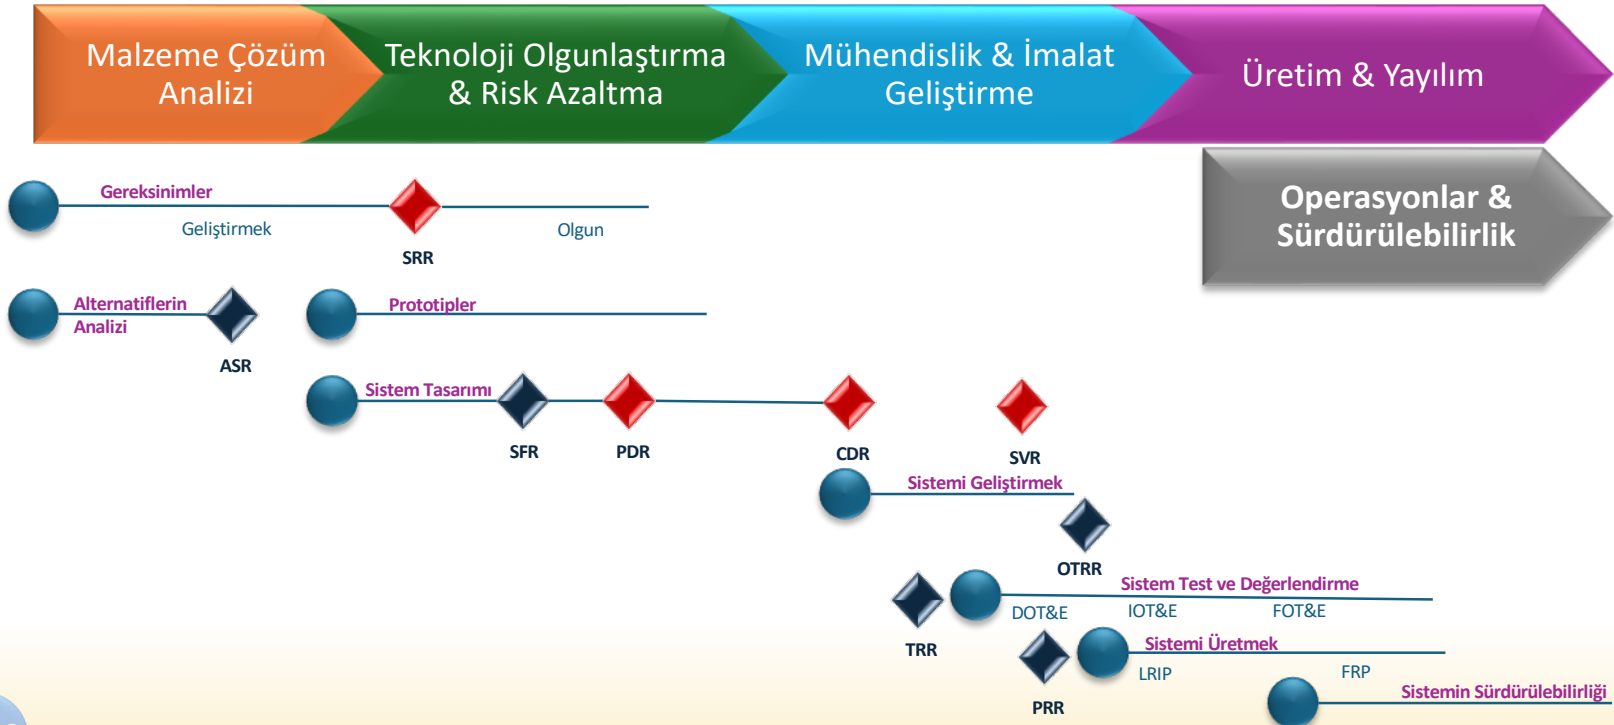 Malzeme Çözüm
Analizi
Teknoloji Olgunlaştırma
& Risk Azaltma
Mühendislik & İmalat
Geliştirme
Üretim & Yayılım
Operasyonlar &
Sürdürülebilirlik
Gereksinimler
Geliştirmek
Olgun
SRR
Alternatiflerin
Analizi
ASR
Prototipler
Sistem Tasarımı
SFR
PDR
CDR
SVR
Sistemi Geliştirmek
OTRR
Sistem Test ve Değerlendirme
DOT&E
IOT&E
FOT&E
TRR
Sistemi Üretmek
LRIP
FRP
PRR
Sistemin Sürdürülebilirliği